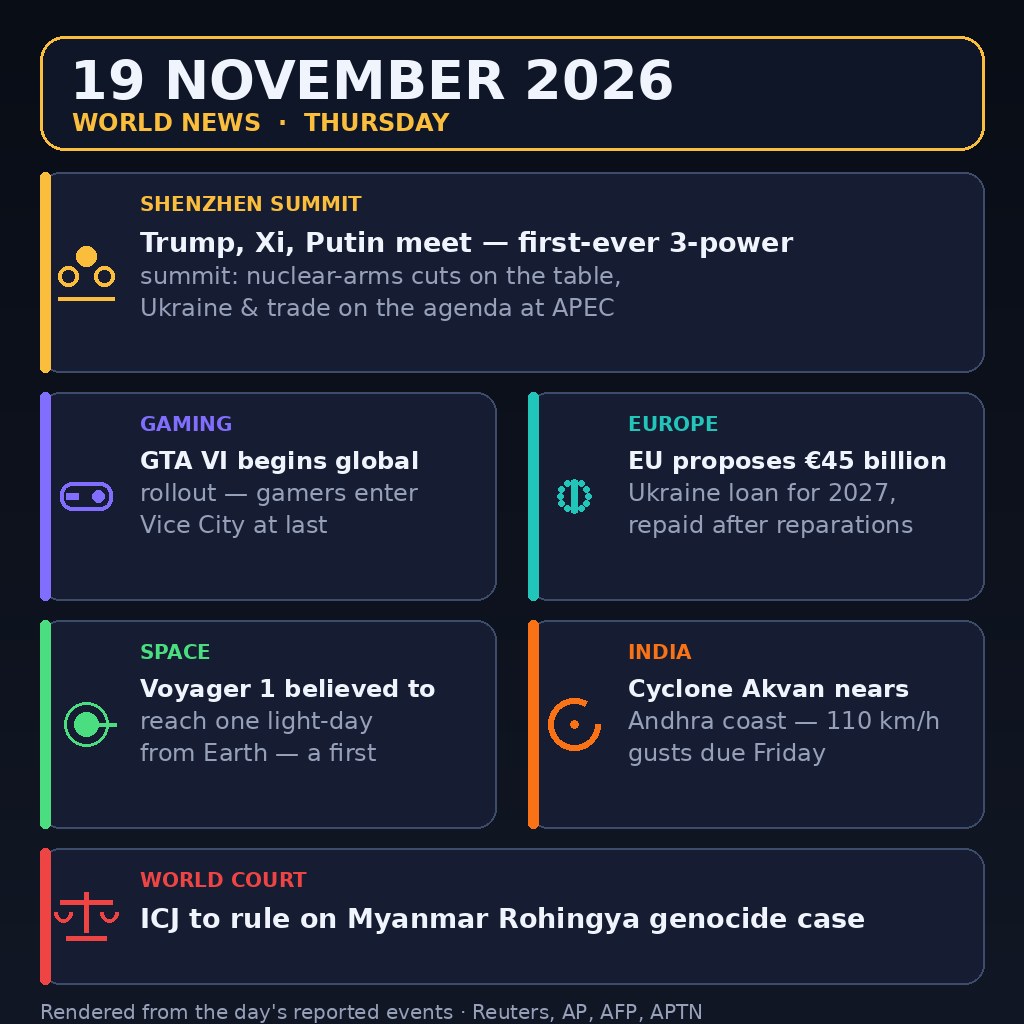 19 NOVEMBER 2026
WORLD NEWS · THURSDAY
SHENZHEN SUMMIT
Trump, Xi, Putin meet — first-ever 3-power
summit: nuclear-arms cuts on the table,
Ukraine & trade on the agenda at APEC
GAMING
GTA VI begins global
rollout — gamers enter
Vice City at last
EUROPE
EU proposes €45 billion
Ukraine loan for 2027,
repaid after reparations
SPACE
Voyager 1 believed to
reach one light-day
from Earth — a first
INDIA
Cyclone Akvan nears
Andhra coast — 110 km/h
gusts due Friday
WORLD COURT
ICJ to rule on Myanmar Rohingya genocide case
Rendered from the day's reported events · Reuters, AP, AFP, APTN